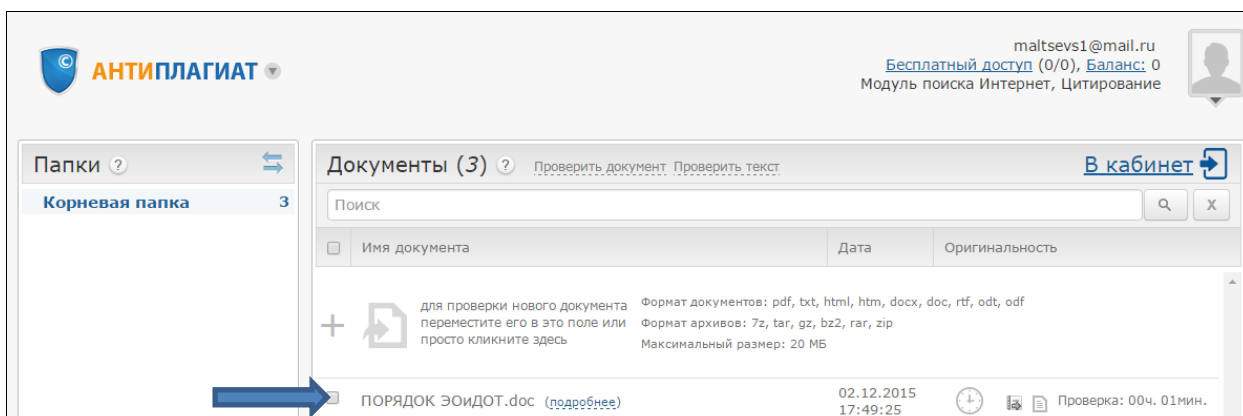 maltsevs1@mail.ru
Бесплатный доступ (0/0), Баланс: 0
Модуль поиска Интернет, Цитирование
© АНТИПЛАГИАТ
Папки ?
Корневая папка 3
Документы (3) ? Проверить документ Проверить текст В кабинет
Поиск X
Имя документа Дата Оригинальность
для проверки нового документа
переместите его в это поле или
просто кликните здесь
Формат документов: pdf, txt, html, htm, docx, doc, rtf, odt, odf
Формат архивов: 7z, tar, gz, bz2, rar, zip
Максимальный размер: 20 МБ
ПОРЯДОК ЭОиДОТ.doc (подробнее)
02.12.2015
17:49:25
Проверка: 00ч. 01мин.